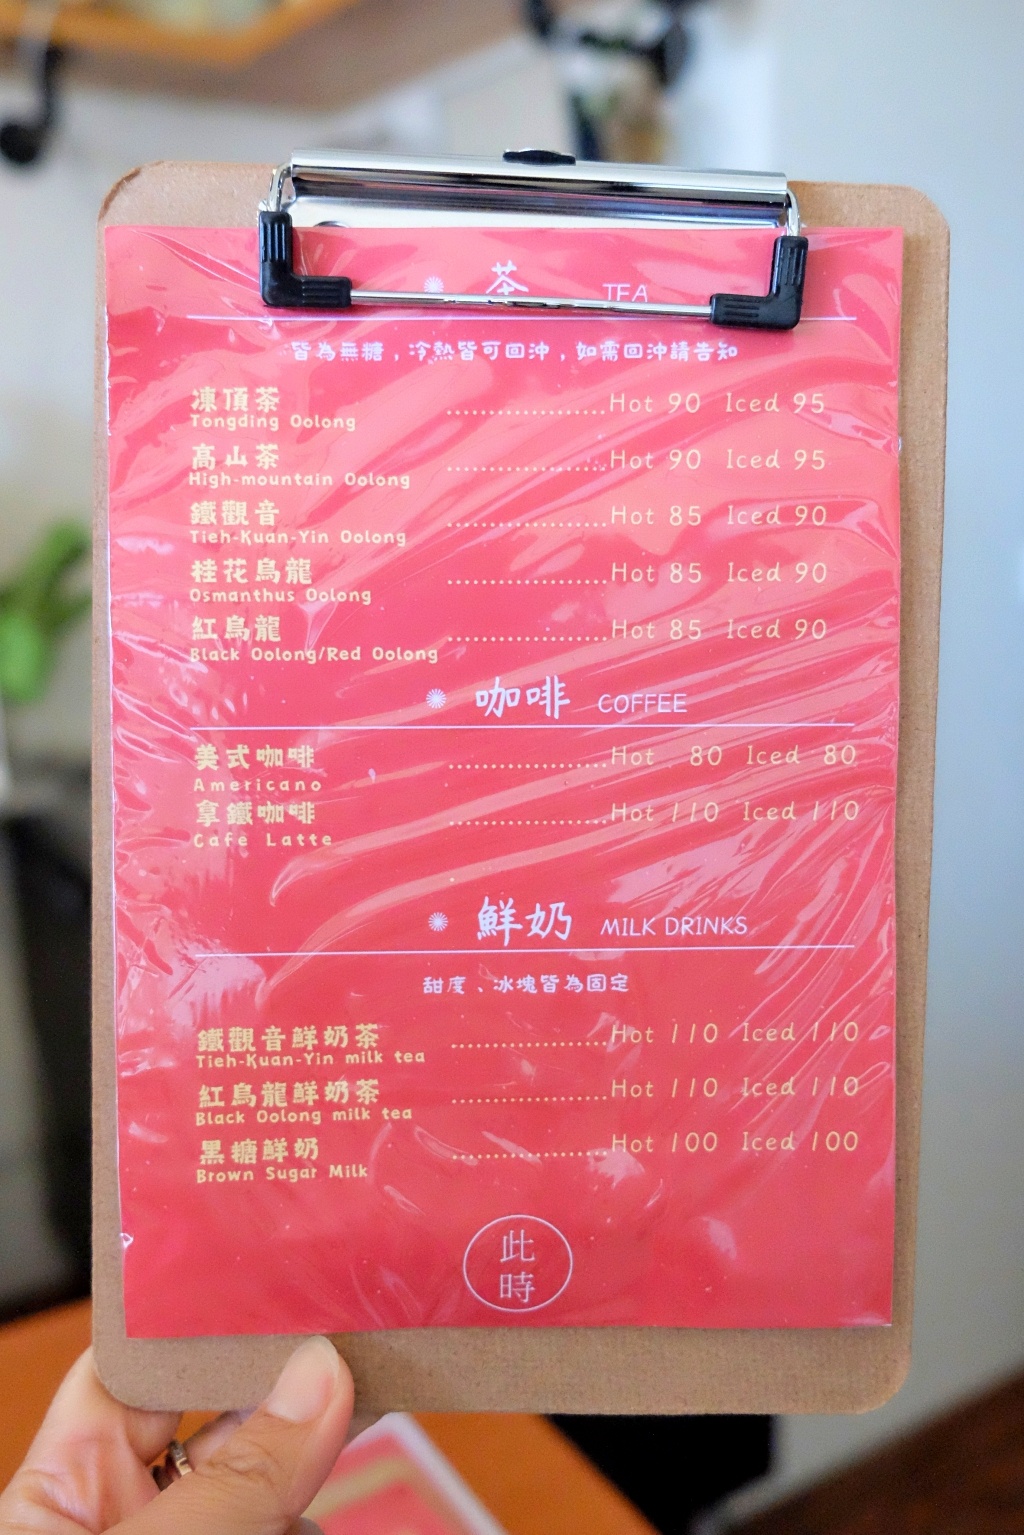 茶 TEA
皆為無糖，冷熱皆可回沖，如需回沖請告知
凍頂茶 ....................Hot 90 Iced 95
Tongding Oolong
高山茶 ....................Hot 90 Iced 95
High-mountain Oolong
鐵觀音 ....................Hot 85 Iced 90
Tieh-Kuan-Yin Oolong
桂花烏龍 ....................Hot 85 Iced 90
Osmanthus Oolong
紅烏龍 ....................Hot 85 Iced 90
Black Oolong/Red Oolong
咖啡 COFFEE
美式咖啡 ....................Hot 80 Iced 80
Americano
拿鐵咖啡 ....................Hot 110 Iced 110
Cafe Latte
鮮奶 MILK DRINKS
甜度、冰塊皆為固定
鐵觀音鮮奶茶 ....................Hot 110 Iced 110
Tieh-Kuan-Yin milk tea
紅烏龍鮮奶茶 ....................Hot 110 Iced 110
Black Oolong milk tea
黑糖鮮奶 ....................Hot 100 Iced 100
Brown Sugar Milk
此
時